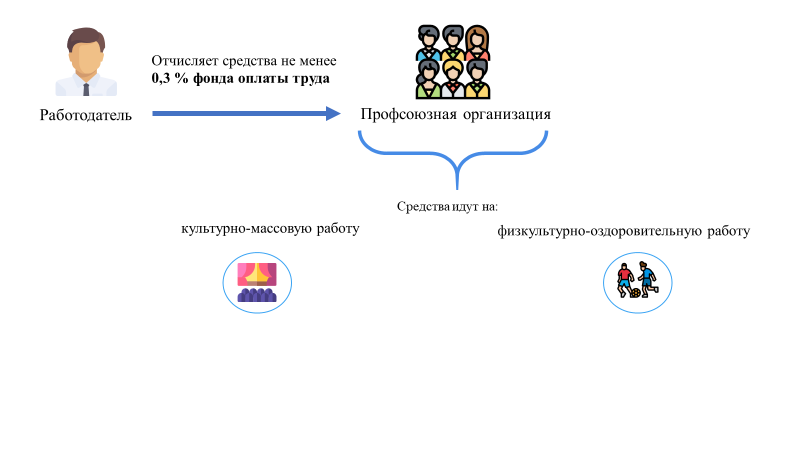 Отчисляет средства не менее
0,3 % фонда оплаты труда
Работодатель
Профсоюзная организация
Средства идут на:
культурно-массовую работу
физкультурно-оздоровительную работу